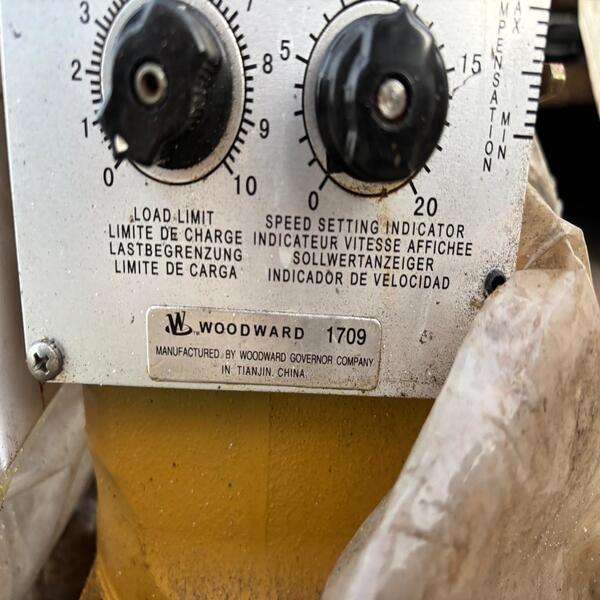 3
2
1
0
7
8
9
10
LOAD LIMIT
LIMITE DE CHARGE
LASTBEGRENZUNG
LIMITE DE CARGA
5
15
0
20
SPEED SETTING INDICATOR
INDICATEUR VITESSE AFFICHEE
SOLLWERTANZEIGER
INDICADOR DE VELOCIDAD
MIN
WOODWARD 1709
MANUFACTURED BY WOODWARD GOVERNOR COMPANY
IN TIANJIN. CHINA.